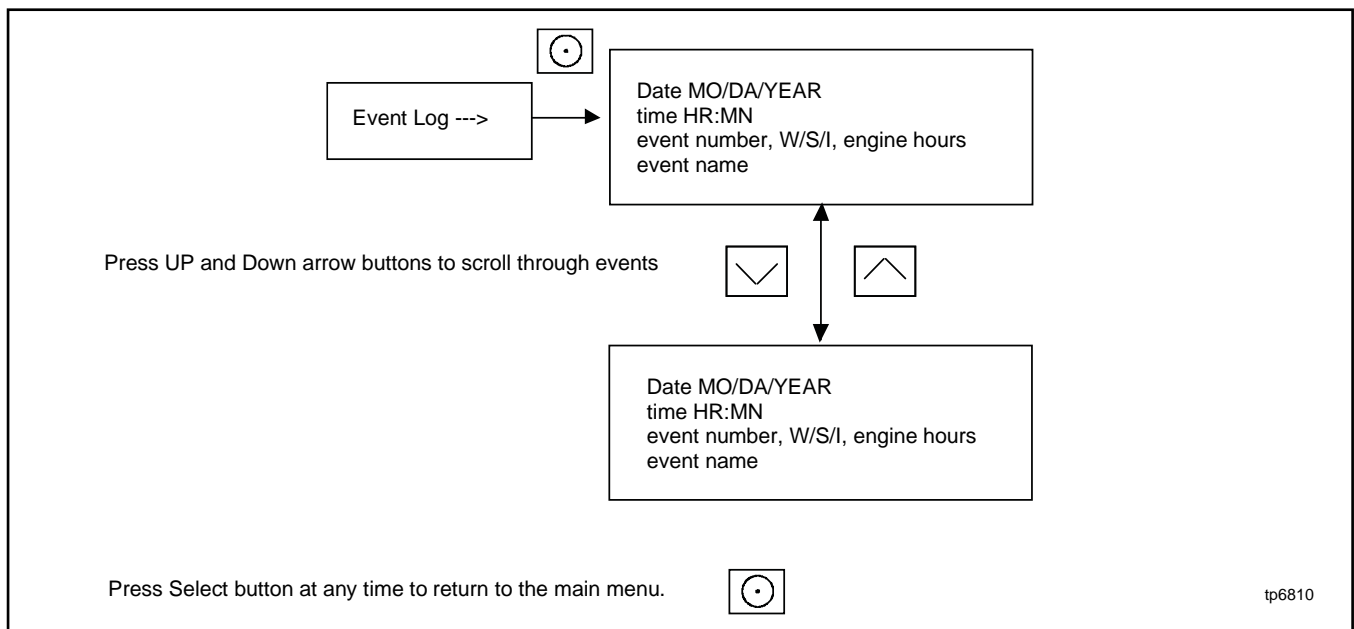 Event Log --->
Date MO/DA/YEAR
time HR:MN
event number, W/S/I, engine hours
event name
Press UP and Down arrow buttons to scroll through events
Date MO/DA/YEAR
time HR:MN
event number, W/S/I, engine hours
event name
Press Select button at any time to return to the main menu.
tp6810